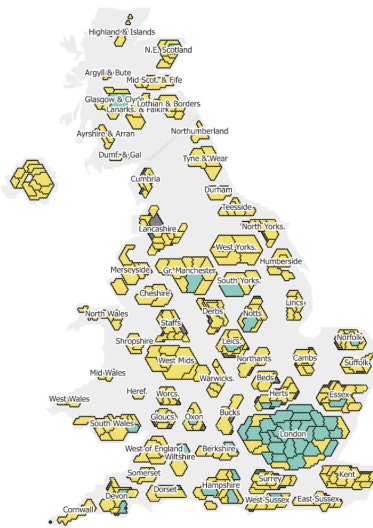 Highland & Islands
N.E. Scotland
Argyll & Bute
Mid Scot. & Fife
Glasgow & Clyde
Lothian & Borders
Lanarks. & Falkirk
Ayrshire & Arran
Northumberland
Dumf. & Gal
Tyne & Wear
Cumbria
Durham
Teesside
Lancashire
North Yorks.
West Yorks.
Humberside
Merseyside
Gr. Manchester
South Yorks.
Cheshire
Lincs
North Wales
Derbs
Notts
Staffs
Shropshire
Leics.
Norfolk
West Mids
Northants
Cambs
Suffolk
Mid-Wales
Warwicks.
Beds
Heref.
Worcs.
Herts
Essex
West Wales
South Wales
Gloucs.
Oxon
Bucks
London
West of England
Wiltshire
Berkshire
Somerset
Surrey
Kent
Devon
Dorset
Hampshire
West Sussex
East Sussex
Cornwall